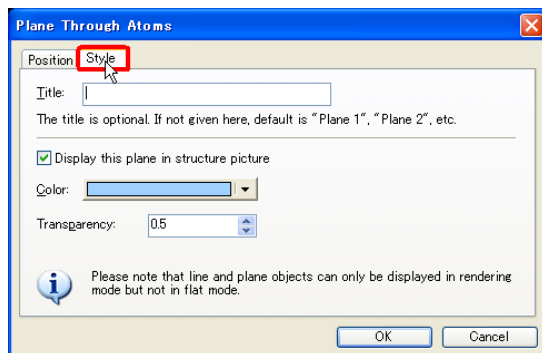 Plane Through Atoms
Position Style
Title:
The title is optional. If not given here, default is "Plane 1", "Plane 2", etc.
Display this plane in structure picture
Color:
Transparency: 0.5
Please note that line and plane objects can only be displayed in rendering
mode but not in flat mode.
OK Cancel